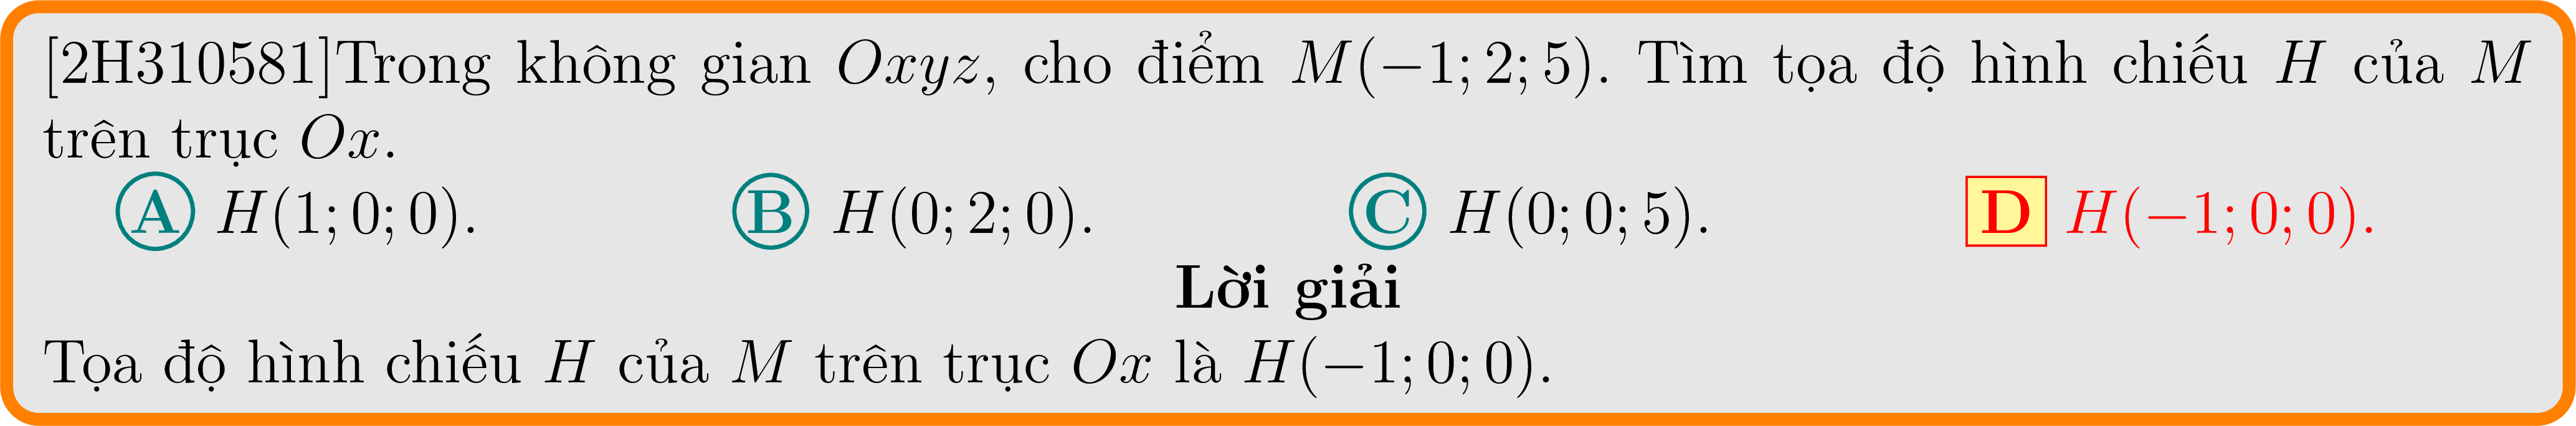 [2H310581]Trong không gian Oxyz, cho điểm M(−1; 2; 5). Tìm tọa độ hình chiếu H của M
trên trục Ox.
A H(1; 0; 0). B H(0; 2; 0). C H(0; 0; 5). D H(−1; 0; 0).
Lời giải
Tọa độ hình chiếu H của M trên trục Ox là H(−1; 0; 0).